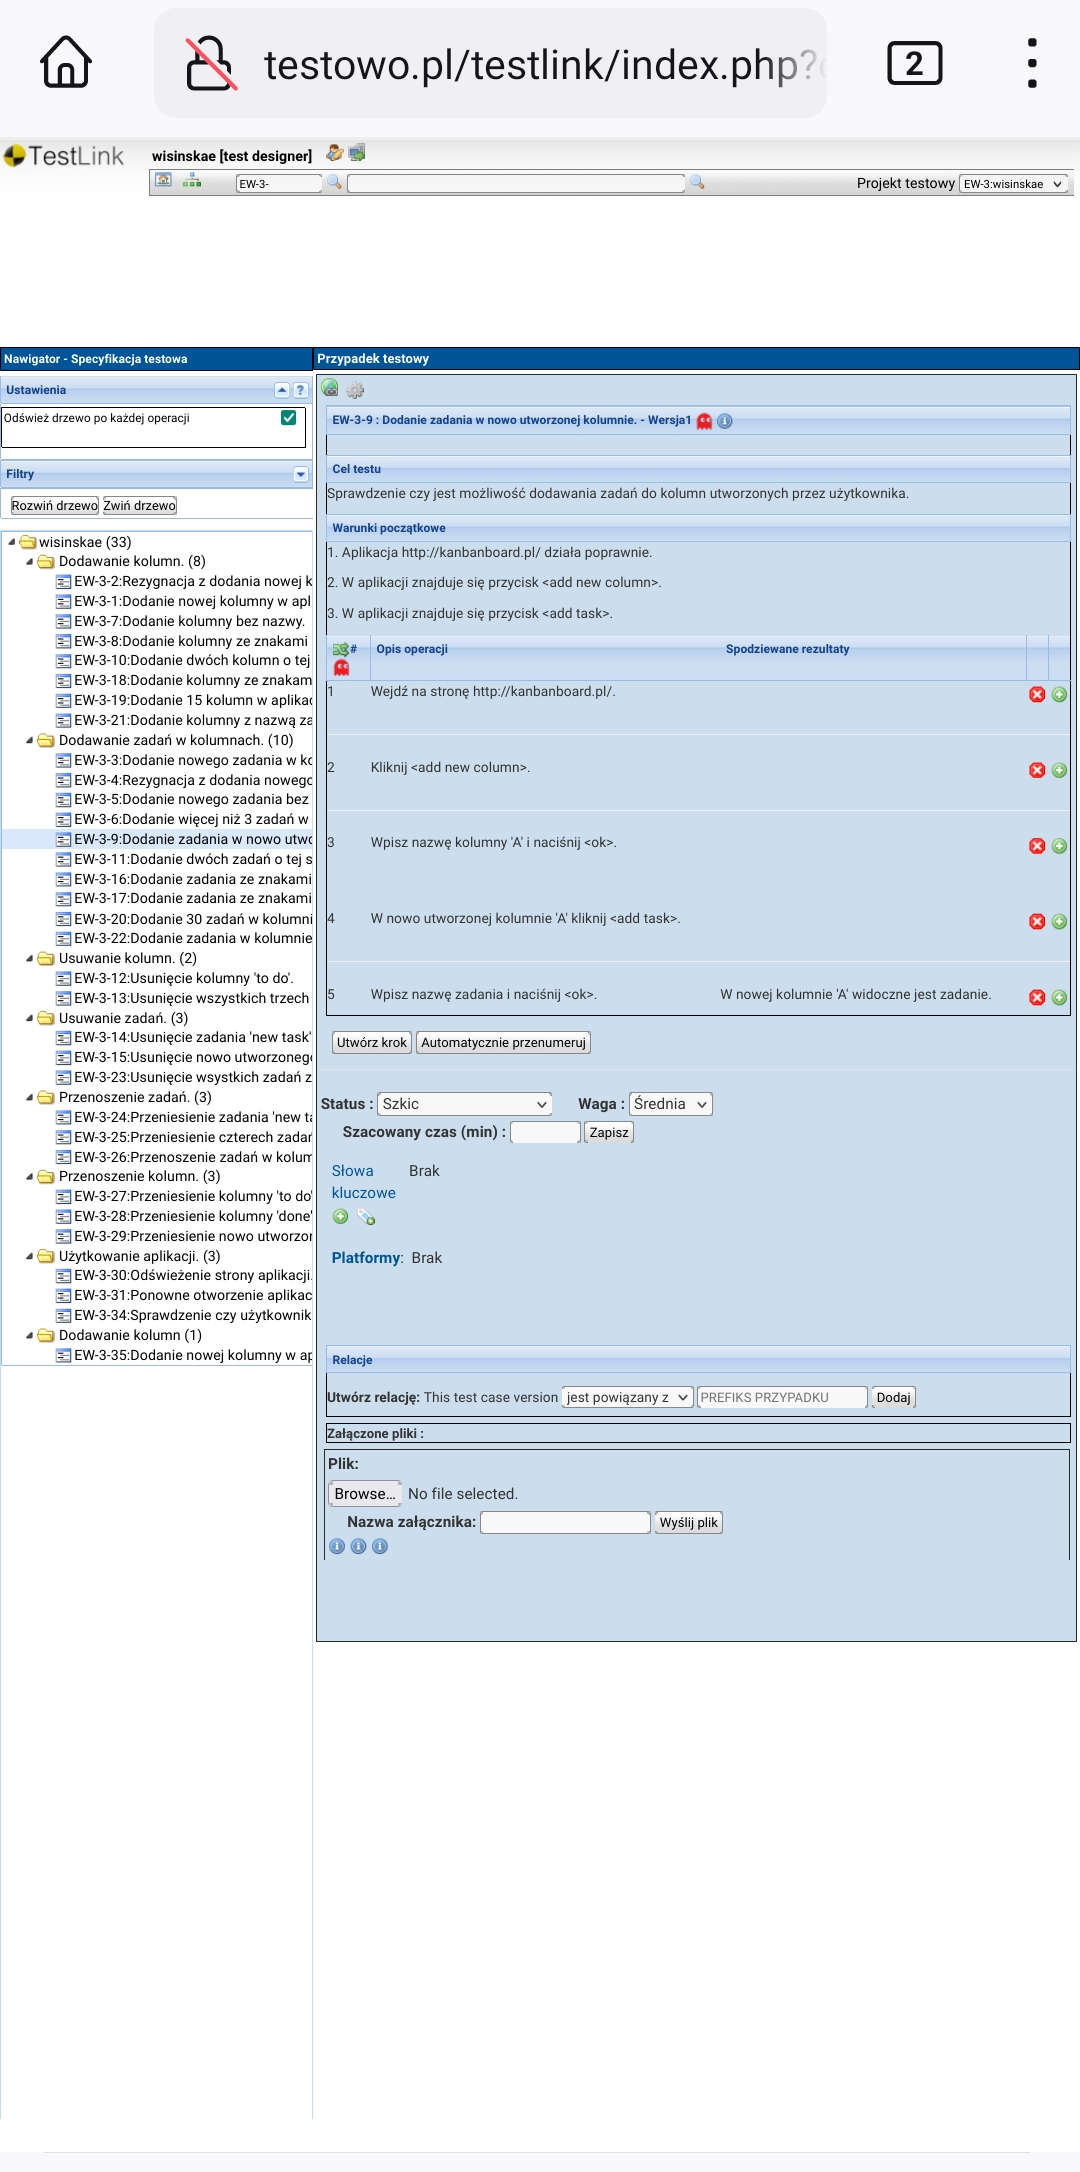 testowo.pl/testlink/index.php?
2
TestLink
wisinskae [test designer]
EW-3-
Projekt testowy
EW-3:wisinskae
Nawigator - Specyfikacja testowa
Ustawienia
?
Odśwież drzewo po każdej operacji
Filtry
Rozwiń drzewo
Zwiń drzewo
wisinskae (33)
Dodawanie kolumn. (8)
EW-3-2:Rezygnacja z dodania nowej k
EW-3-1:Dodanie nowej kolumny w apl
EW-3-7:Dodanie kolumny bez nazwy.
EW-3-8:Dodanie kolumny ze znakami
EW-3-10:Dodanie dwóch kolumn o tej
EW-3-18:Dodanie kolumny ze znakam
EW-3-19:Dodanie 15 kolumn w aplikac
EW-3-21:Dodanie kolumny z nazwą za
Dodawanie zadań w kolumnach. (10)
EW-3-3:Dodanie nowego zadania w ko
EW-3-4:Rezygnacja z dodania nowego
EW-3-5:Dodanie nowego zadania bez
EW-3-6:Dodanie więcej niż 3 zadań w
EW-3-9:Dodanie zadania w nowo utwo
EW-3-11:Dodanie dwóch zadań o tej s
EW-3-16:Dodanie zadania ze znakami
EW-3-17:Dodanie zadania ze znakami
EW-3-20:Dodanie 30 zadań w kolumni
EW-3-22:Dodanie zadania w kolumnie
Usuwanie kolumn. (2)
EW-3-12:Usunięcie kolumny 'to do'.
EW-3-13:Usunięcie wszystkich trzech
Usuwanie zadań. (3)
EW-3-14:Usunięcie zadania 'new task'
EW-3-15:Usunięcie nowo utworzonego
EW-3-23:Usunięcie wsystkich zadań z
Przenoszenie zadań. (3)
EW-3-24:Przeniesienie zadania 'new ta
EW-3-25:Przeniesienie czterech zadań
EW-3-26:Przenoszenie zadań w kolum
Przenoszenie kolumn. (3)
EW-3-27:Przeniesienie kolumny 'to do'
EW-3-28:Przeniesienie kolumny 'done'
EW-3-29:Przeniesienie nowo utworzon
Użytkowanie aplikacji. (3)
EW-3-30:Odświeżenie strony aplikacji.
EW-3-31:Ponowne otworzenie aplikac
EW-3-34:Sprawdzenie czy użytkownik
Dodawanie kolumn (1)
EW-3-35:Dodanie nowej kolumny w ap
Przypadek testowy
EW-3-9 : Dodanie zadania w nowo utworzonej kolumnie. - Wersja1
Cel testu
Sprawdzenie czy jest możliwość dodawania zadań do kolumn utworzonych przez użytkownika.
Warunki początkowe
1. Aplikacja http://kanbanboard.pl/ działa poprawnie.
2. W aplikacji znajduje się przycisk <add new column>.
3. W aplikacji znajduje się przycisk <add task>.
# Opis operacji Spodziewane rezultaty
1 Wejdź na stronę http://kanbanboard.pl/.
2 Kliknij <add new column>.
3 Wpisz nazwę kolumny 'A' i naciśnij <ok>.
4 W nowo utworzonej kolumnie 'A' kliknij <add task>.
5 Wpisz nazwę zadania i naciśnij <ok>. W nowej kolumnie 'A' widoczne jest zadanie.
Utwórz krok Automatycznie przenumeruj
Status : Szkic Waga : Średnia
Szacowany czas (min) : Zapisz
Słowa Brak
kluczowe
Platformy: Brak
Relacje
Utwórz relację: This test case version jest powiązany z PREFIKS PRZYPADKU Dodaj
Załączone pliki :
Plik:
Browse... No file selected.
Nazwa załącznika: Wyślij plik